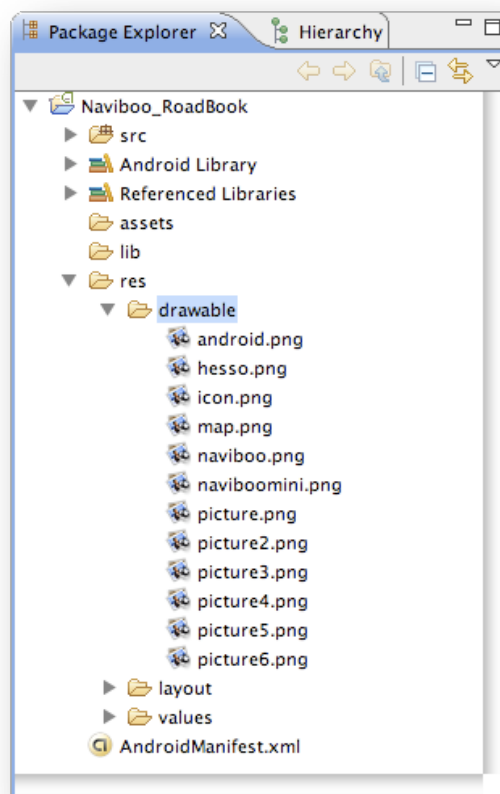 Package Explorer Hierarchy
Naviboo_RoadBook
src
Android Library
Referenced Libraries
assets
lib
res
drawable
android.png
hesso.png
icon.png
map.png
naviboo.png
naviboomini.png
picture.png
picture2.png
picture3.png
picture4.png
picture5.png
picture6.png
layout
values
AndroidManifest.xml